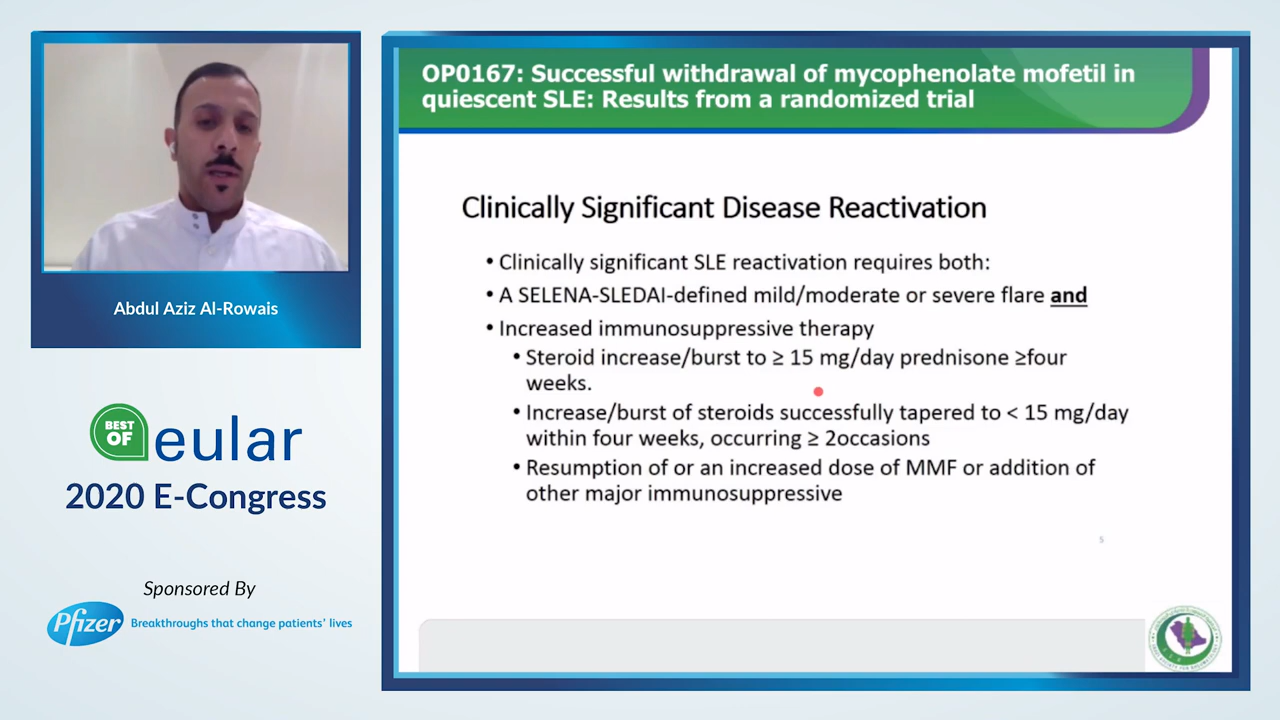 OP0167: Successful withdrawal of mycophenolate mofetil in
quiescent SLE: Results from a randomized trial
Abdul Aziz Al-Rowais
BEST
OF
eular
2020 E-Congress
Sponsored By
Pfizer
Breakthroughs that change patients' lives
Clinically Significant Disease Reactivation
• Clinically significant SLE reactivation requires both:
• A SELENA-SLEDAI-defined mild/moderate or severe flare and
• Increased immunosuppressive therapy
• Steroid increase/burst to ≥ 15 mg/day prednisone ≥four
weeks.
• Increase/burst of steroids successfully tapered to < 15 mg/day
within four weeks, occurring ≥ 2occasions
• Resumption of or an increased dose of MMF or addition of
other major immunosuppressive
5